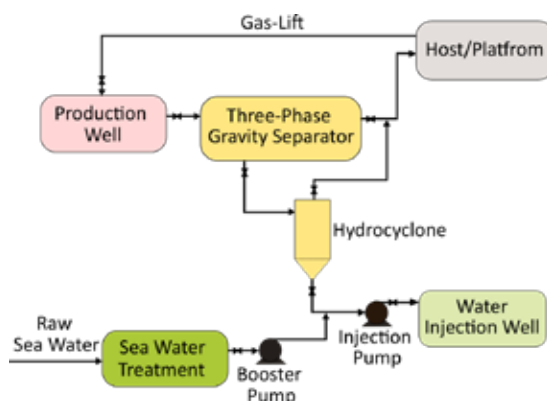 Gas-Lift
Host/Platfrom
Production
Well
Three-Phase
Gravity Separator
Hydrocyclone
Raw
Sea Water
Sea Water
Treatment
Booster
Pump
Injection
Pump
Water
Injection Well